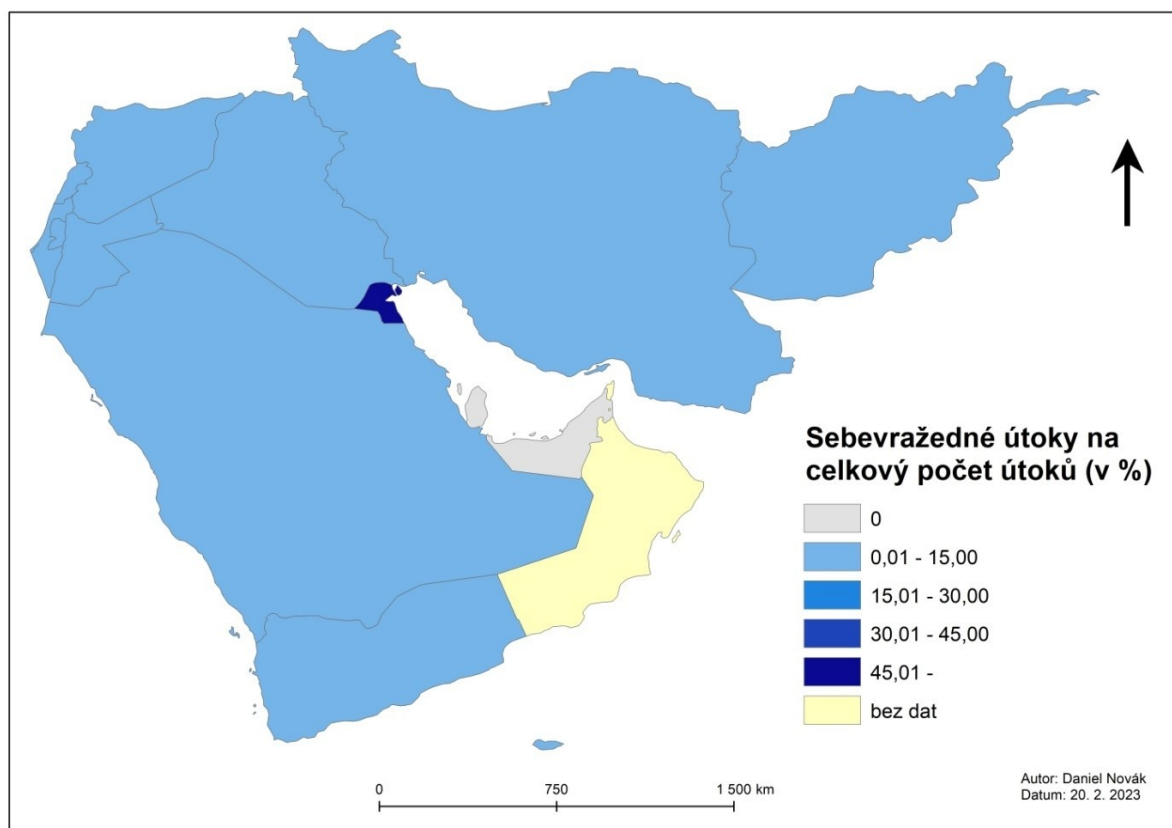 Sebevražedné útoky na
celkový počet útoků (v %)
0
0,01 - 15,00
15,01 - 30,00
30,01 - 45,00
45,01 -
bez dat
0 750 1 500 km
Autor: Daniel Novák
Datum: 20. 2. 2023